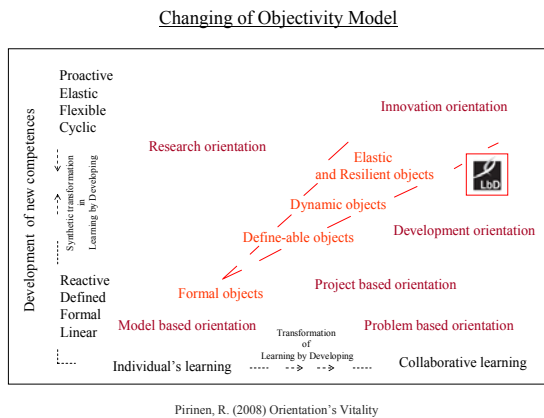 Changing of Objectivity Model
Development of new competences
Proactive
Elastic
Flexible
Cyclic
Synthetic transformation
in
Learning by Developing
Reactive
Defined
Formal
Linear
Innovation orientation
Research orientation
Elastic
and Resilient objects
LbD
Dynamic objects
Development orientation
Define-able objects
Project based orientation
Formal objects
Model based orientation
Transformation
of
Learning by Developing
Problem based orientation
Individual's learning
Collaborative learning
Pirinen, R. (2008) Orientation's Vitality